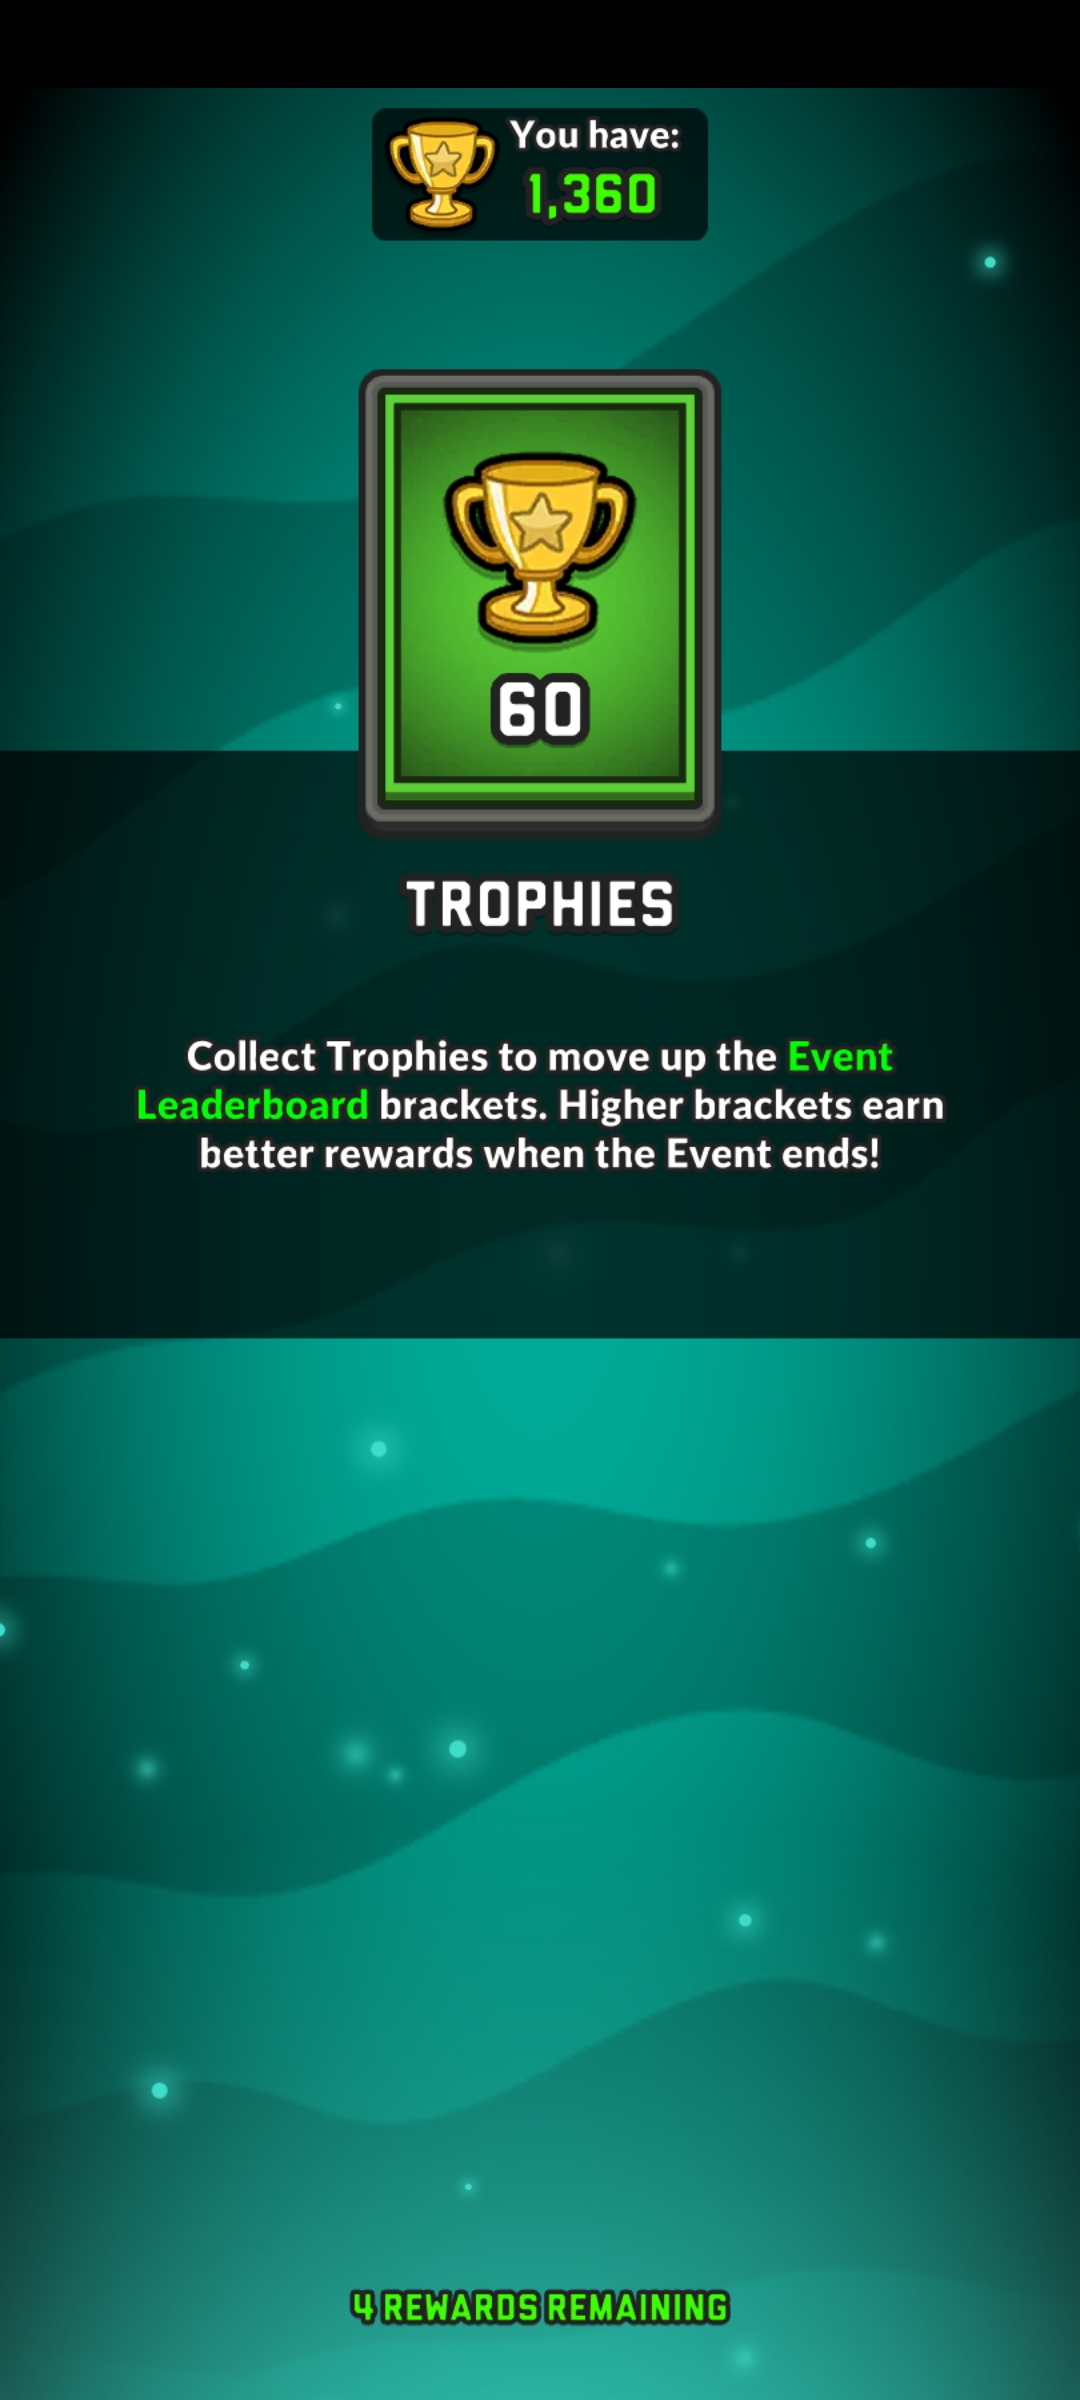 You have:
1,360
60
TROPHIES
Collect Trophies to move up the Event
Leaderboard brackets. Higher brackets earn
better rewards when the Event ends!
4 REWARDS REMAINING